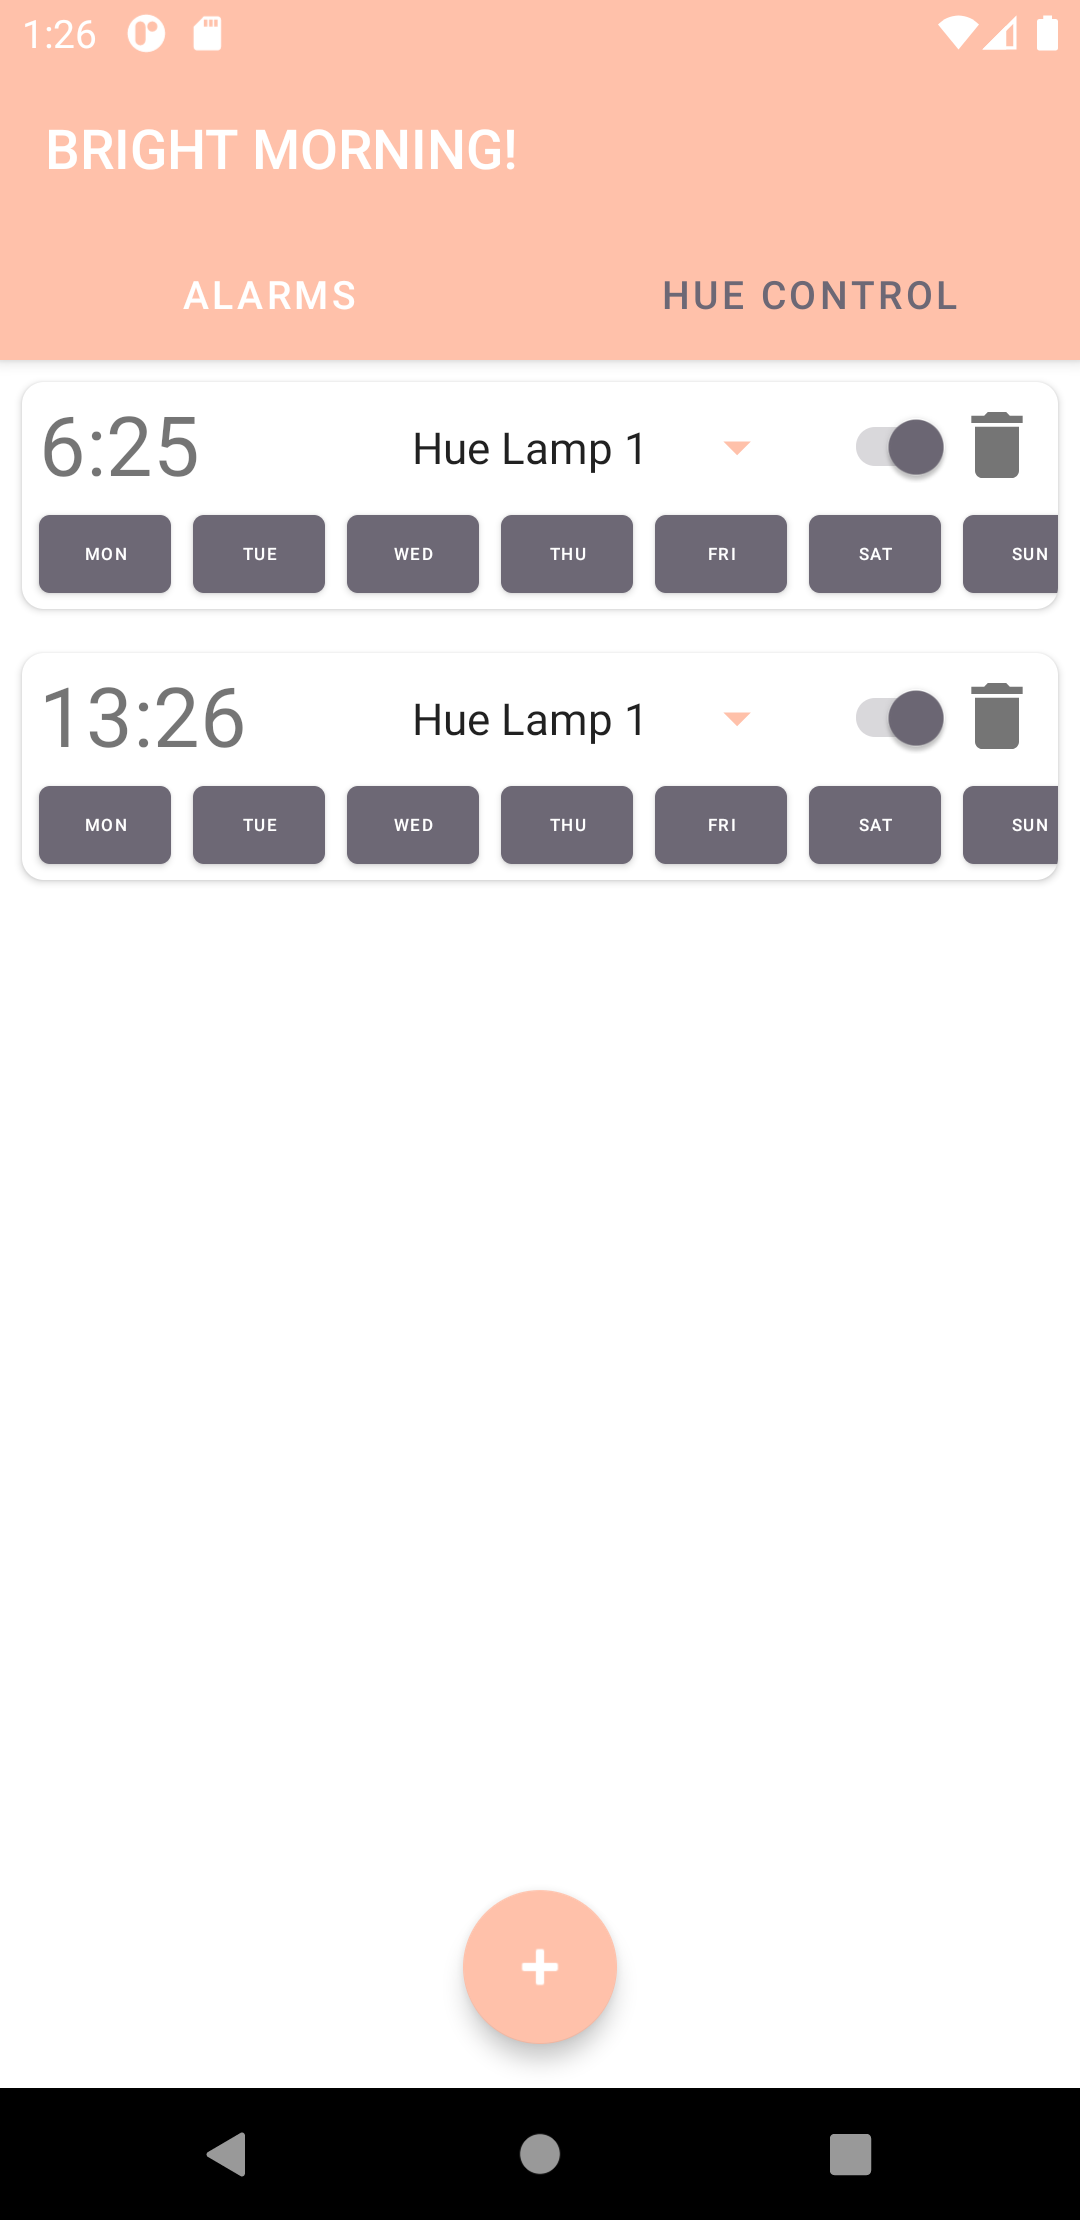 1:26
BRIGHT MORNING!
ALARMS HUE CONTROL
6:25 Hue Lamp 1
MON TUE WED THU FRI SAT SUN
13:26 Hue Lamp 1
MON TUE WED THU FRI SAT SUN